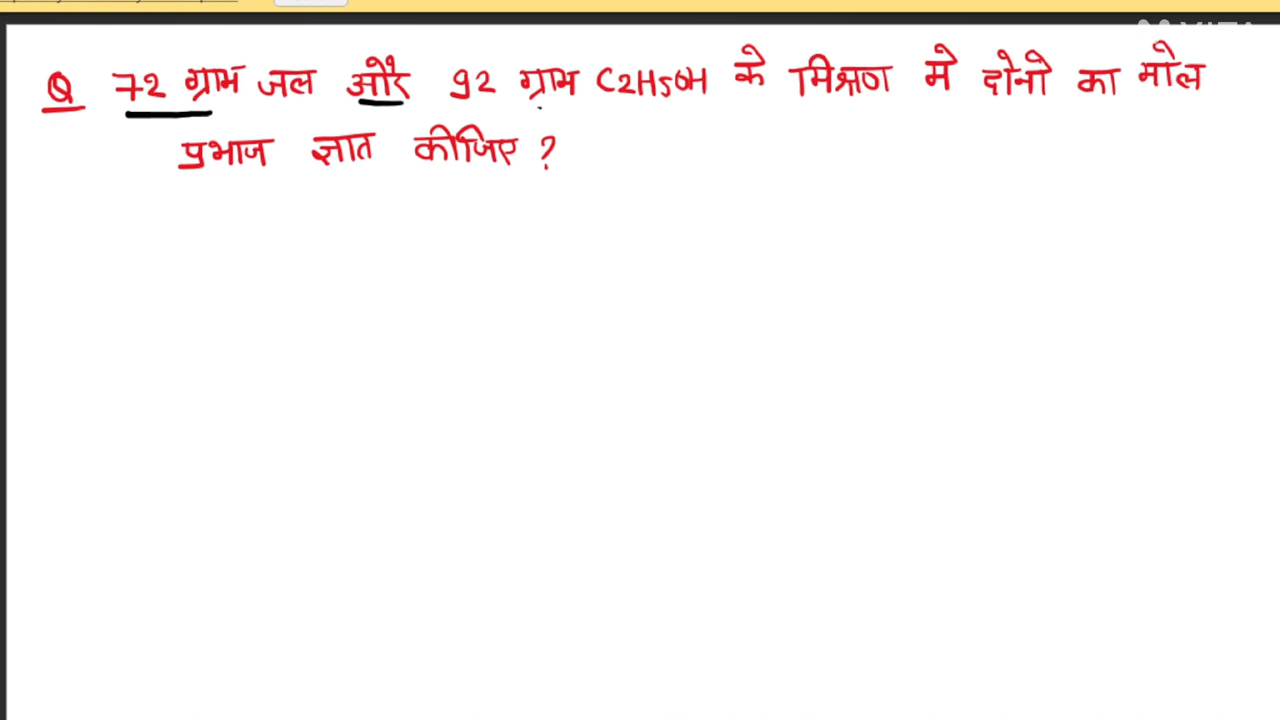 Q 72 ग्राम जल और 92 ग्राम C2H5OH के मिश्रण मे दोनो का मोल
प्रभाज ज्ञात कीजिए ?